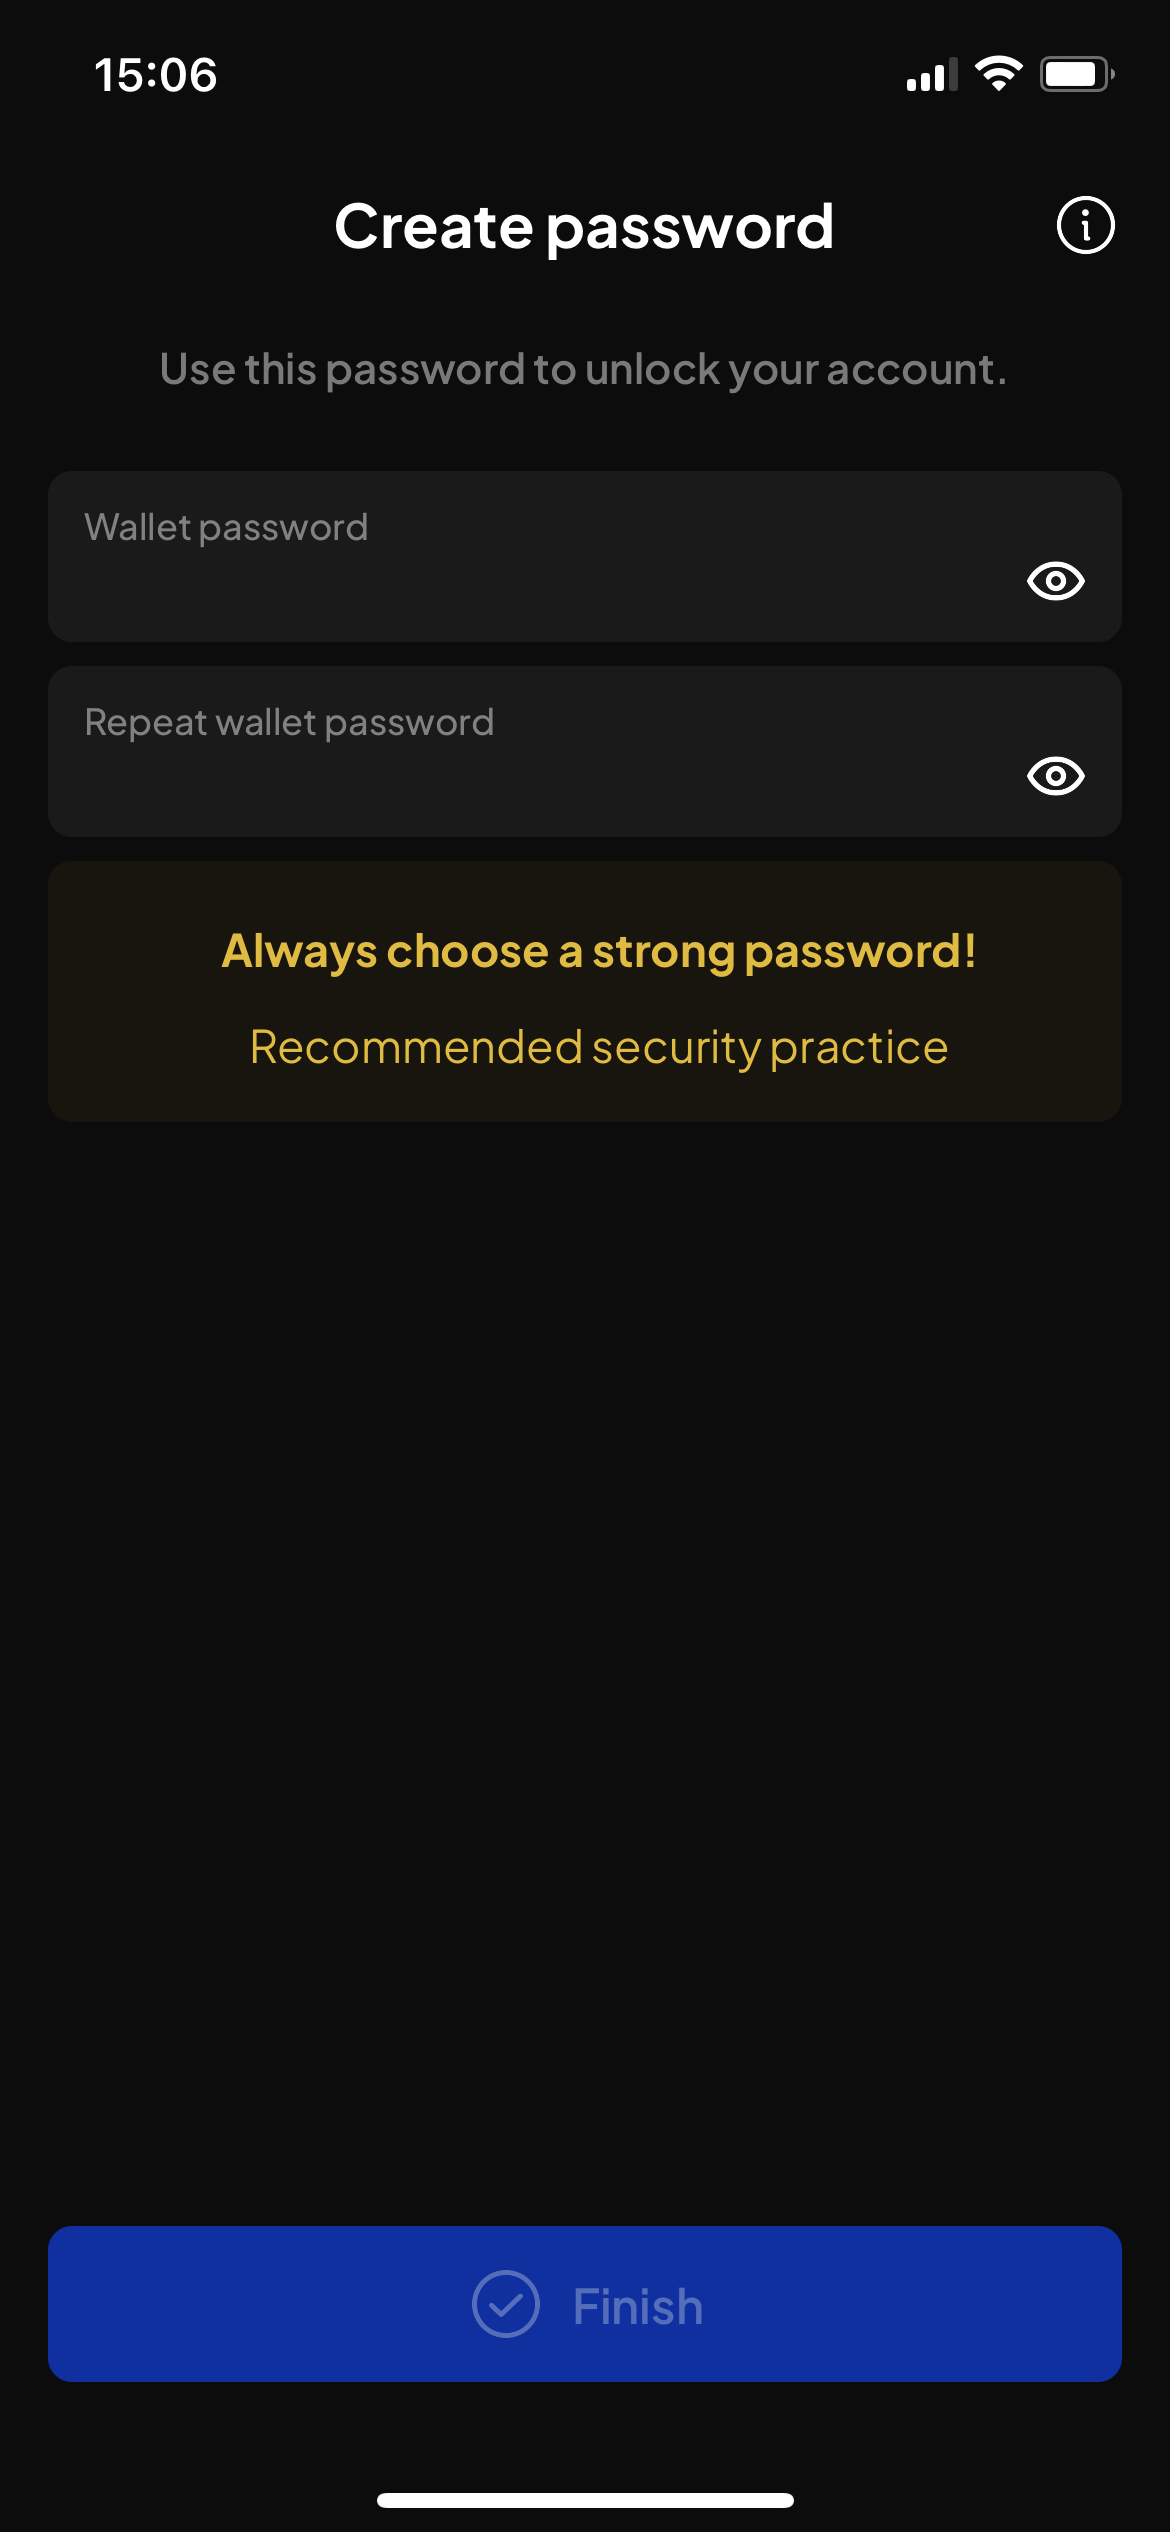 15:06
Create password
Use this password to unlock your account.
Wallet password
Repeat wallet password
Always choose a strong password!
Recommended security practice
Finish